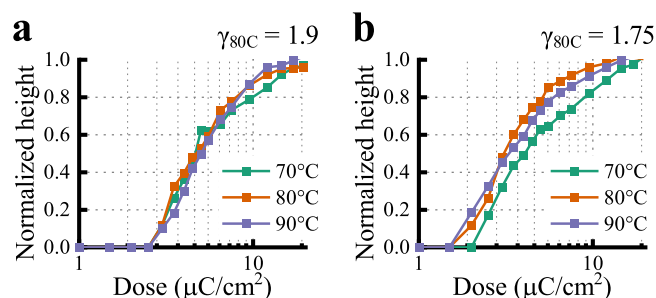 a
γ80C = 1.9
Normalized height
1.0
0.8
0.6
0.4
0.2
0.0
70°C
80°C
90°C
1
10
Dose (μC/cm²)
b
γ80C = 1.75
Normalized height
1.0
0.8
0.6
0.4
0.2
0.0
70°C
80°C
90°C
1
10
Dose (μC/cm²)